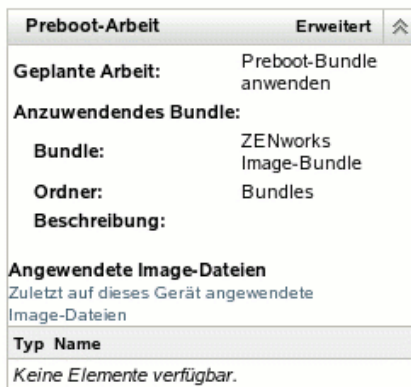 Preboot-Arbeit Erweitert
Geplante Arbeit: Preboot-Bundle
anwenden
Anzuwendendes Bundle:
Bundle: ZENworks
Image-Bundle
Ordner: Bundles
Beschreibung:
Angewendete Image-Dateien
Zuletzt auf dieses Gerät angewendete
Image-Dateien
Typ Name
Keine Elemente verfügbar.